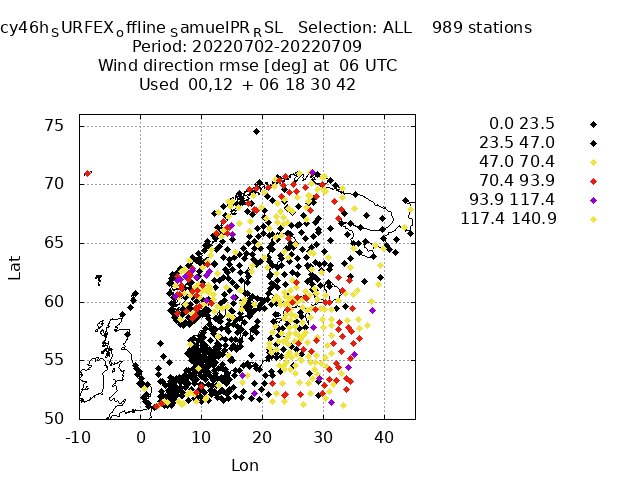 cy46hSURFEXoffline SamuelPRRSL Selection: ALL 989 stations
Period: 20220702-20220709
Wind direction rmse [deg] at 06 UTC
Used 00,12 + 06 18 30 42
0.0 23.5
23.5 47.0
47.0 70.4
70.4 93.9
93.9 117.4
117.4 140.9
75
70
65
60
55
50
Lat
-10 0 10 20 30 40
Lon